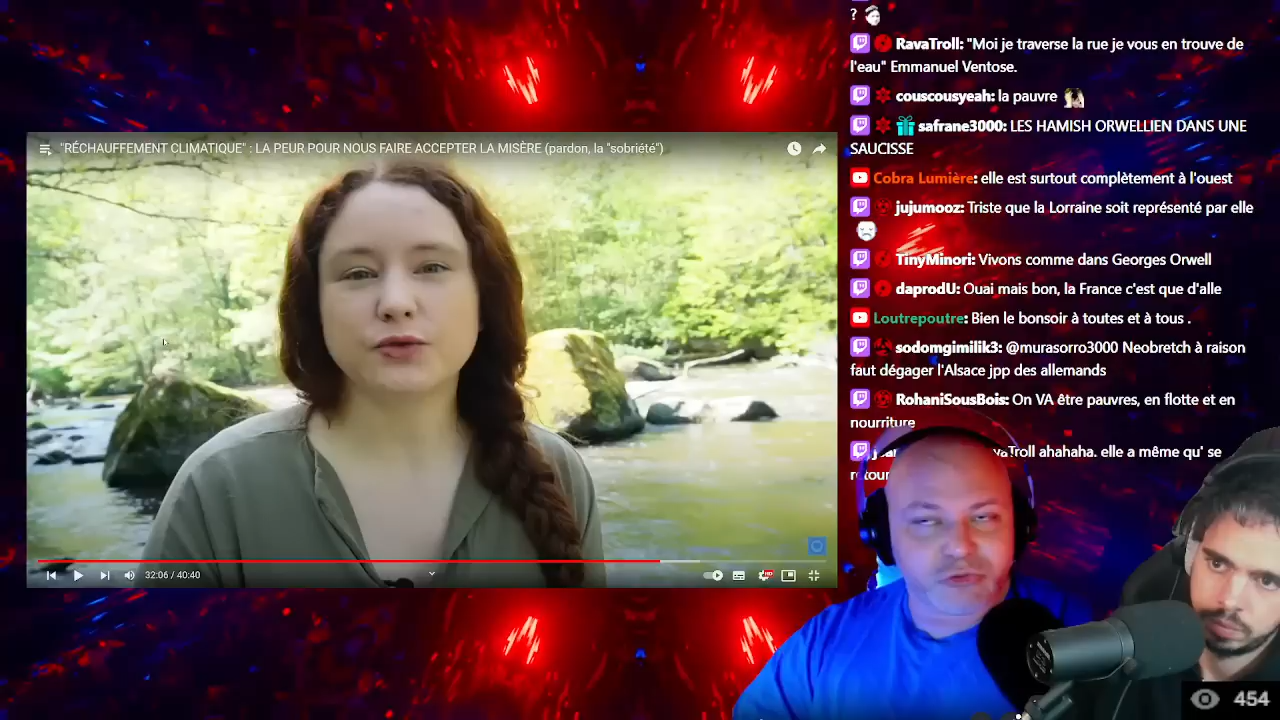 "RÉCHAUFFEMENT CLIMATIQUE" : LA PEUR POUR NOUS FAIRE ACCEPTER LA MISÈRE (pardon, la "sobriété")
32:06 / 40:40
HD
?
RavaTroll: "Moi je traverse la rue je vous en trouve de
l'eau" Emmanuel Ventose.
couscousyeah: la pauvre
safrane3000: LES HAMISH ORWELLIEN DANS UNE
SAUCISSE
Cobra Lumière: elle est surtout complètement à l'ouest
jujumooz: Triste que la Lorraine soit représenté par elle
TinyMinori: Vivons comme dans Georges Orwell
daprodU: Ouai mais bon, la France c'est que d'alle
Loutrepoutre: Bien le bonsoir à toutes et à tous .
sodomgimilik3: @murasorro3000 Neobretch à raison
faut dégager l'Alsace jpp des allemands
RohaniSousBois: On VA être pauvres, en flotte et en
nourriture
ahahaha. elle a même qu' se
454